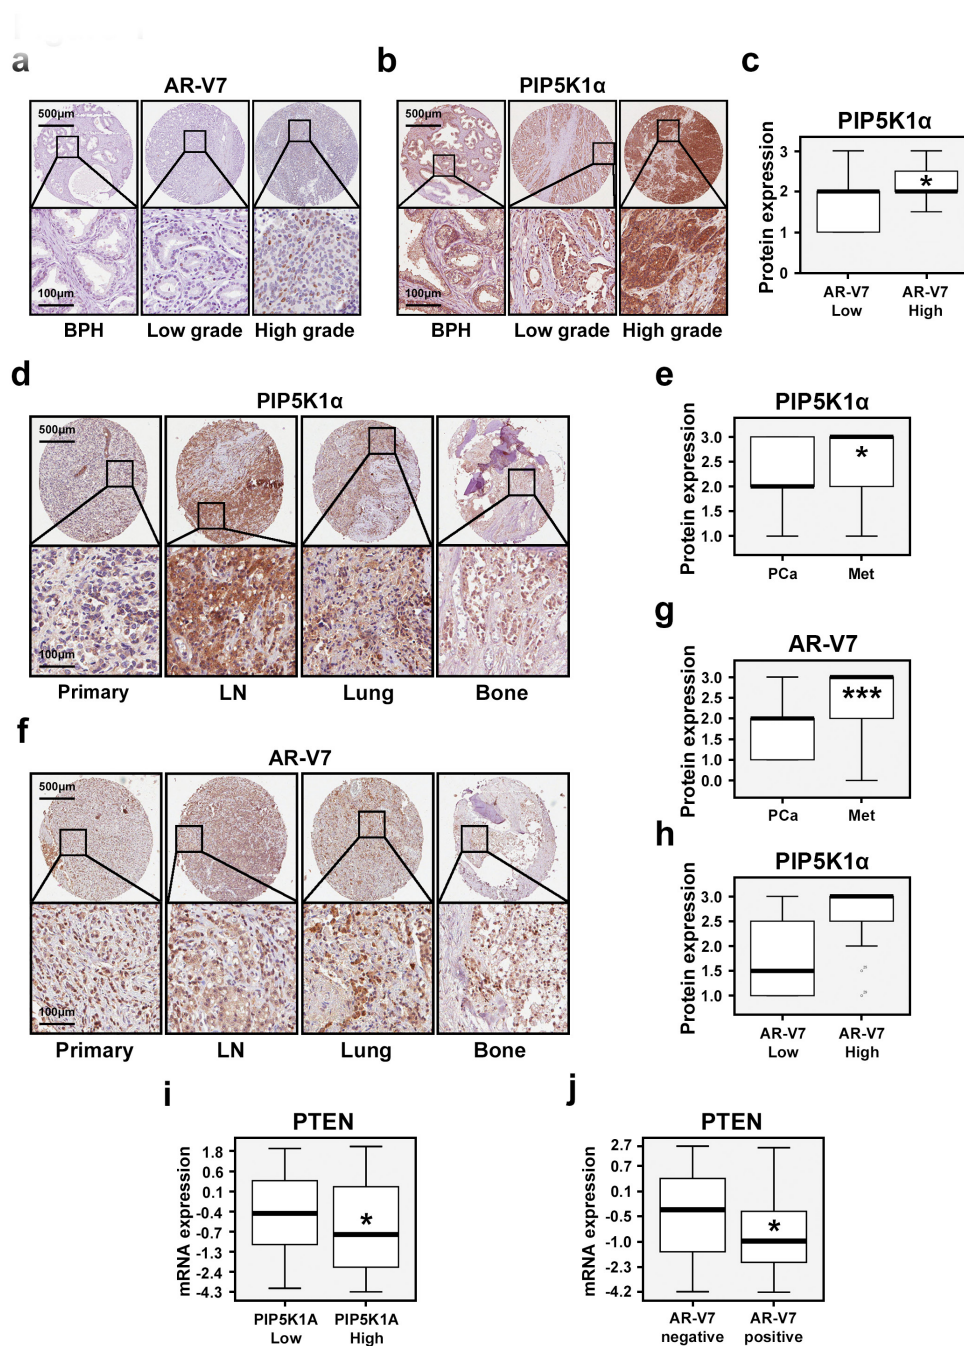 a
AR-V7
500µm
100µm
BPH
Low grade
High grade
b
PIP5K1α
500µm
100µm
BPH
Low grade
High grade
c
PIP5K1α
Protein expression
3
2
1
0
*
AR-V7
Low
AR-V7
High
d
PIP5K1α
500µm
100µm
Primary
LN
Lung
Bone
e
PIP5K1α
Protein expression
3.0
2.5
2.0
1.5
1.0
*
PCa
Met
f
AR-V7
500µm
100µm
Primary
LN
Lung
Bone
g
AR-V7
Protein expression
3.0
2.0
1.5
1.0
0.0
***
PCa
Met
h
PIP5K1α
Protein expression
3.0
2.5
2.0
1.5
1.0
AR-V7
Low
AR-V7
High
i
PTEN
mRNA expression
1.8
0.6
0.1
-0.4
-0.7
-1.3
-2.4
-4.3
*
PIP5K1A
Low
PIP5K1A
High
j
PTEN
mRNA expression
2.7
0.7
0.1
-0.5
-1.0
-2.3
-4.2
*
AR-V7
negative
AR-V7
positive